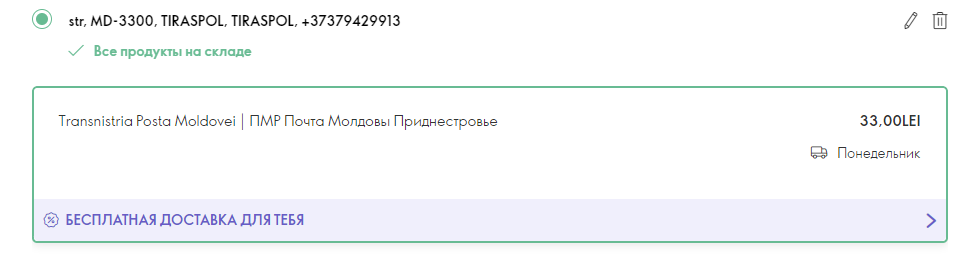 str, MD-3300, TIRASPOL, TIRASPOL, +37379429913
Все продукты на складе
Transnistria Posta Moldovei | ПМР Почта Молдовы Приднестровье 33,00LEI
Понедельник
БЕСПЛАТНАЯ ДОСТАВКА ДЛЯ ТЕБЯ